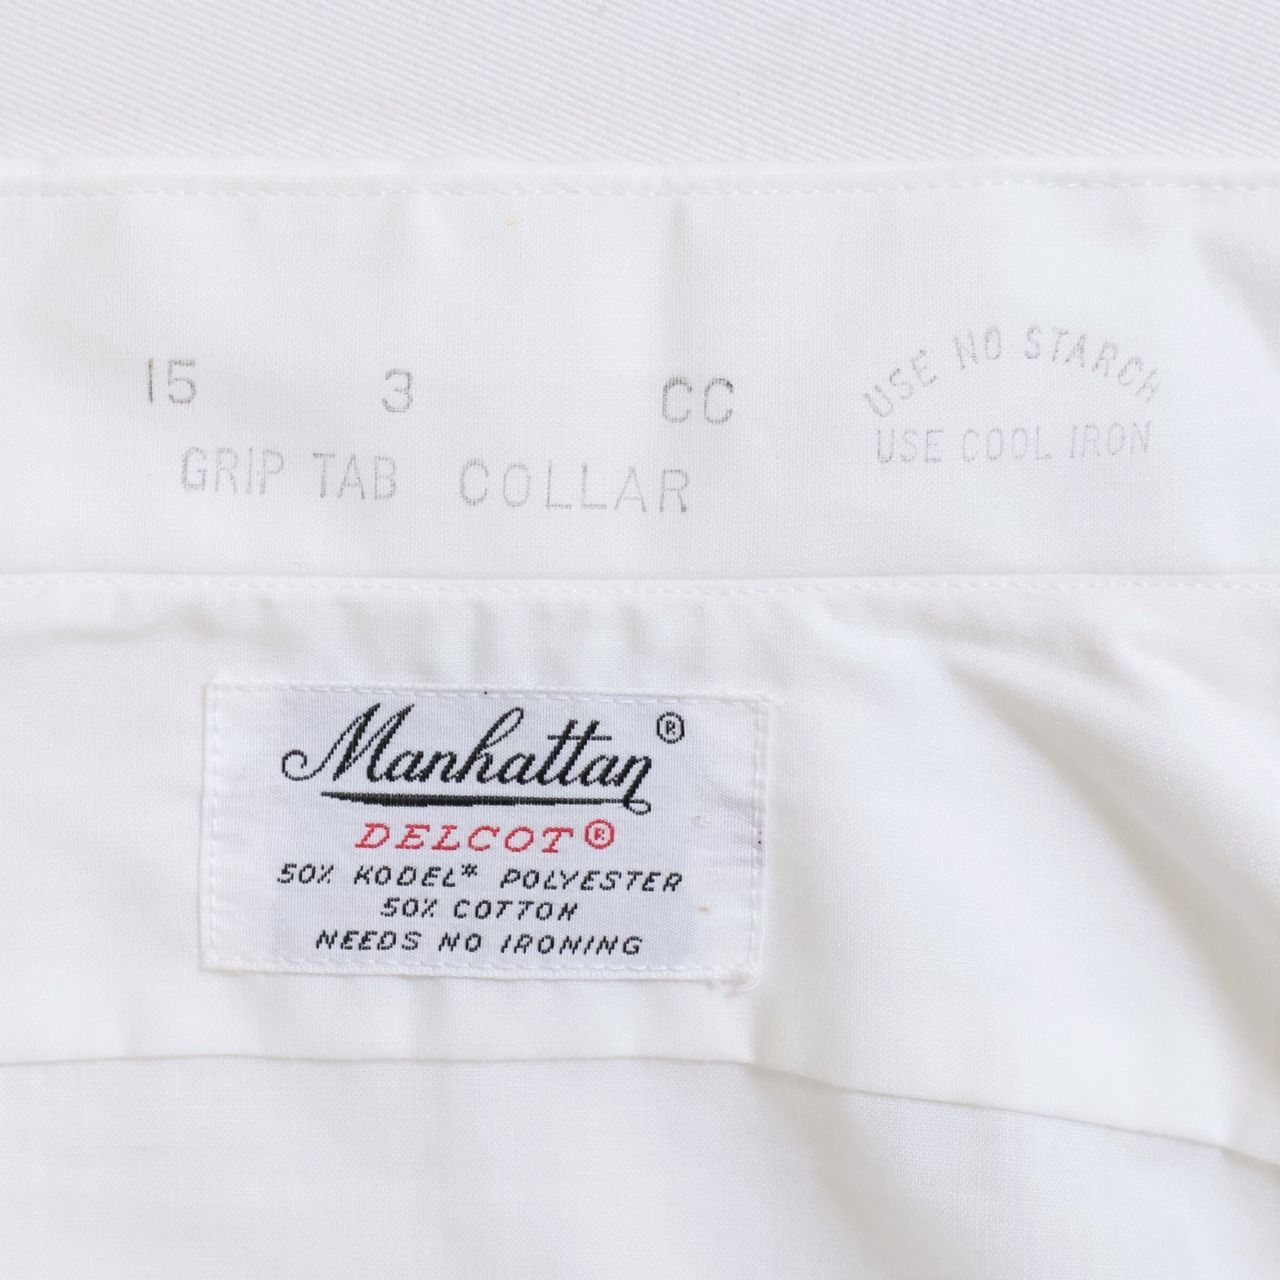 15 3 CC
GRIP TAB COLLAR
USE NO STARCH
USE COOL IRON
Manhattan®
DELCOT®
50% KODEL* POLYESTER
50% COTTON
NEEDS NO IRONING